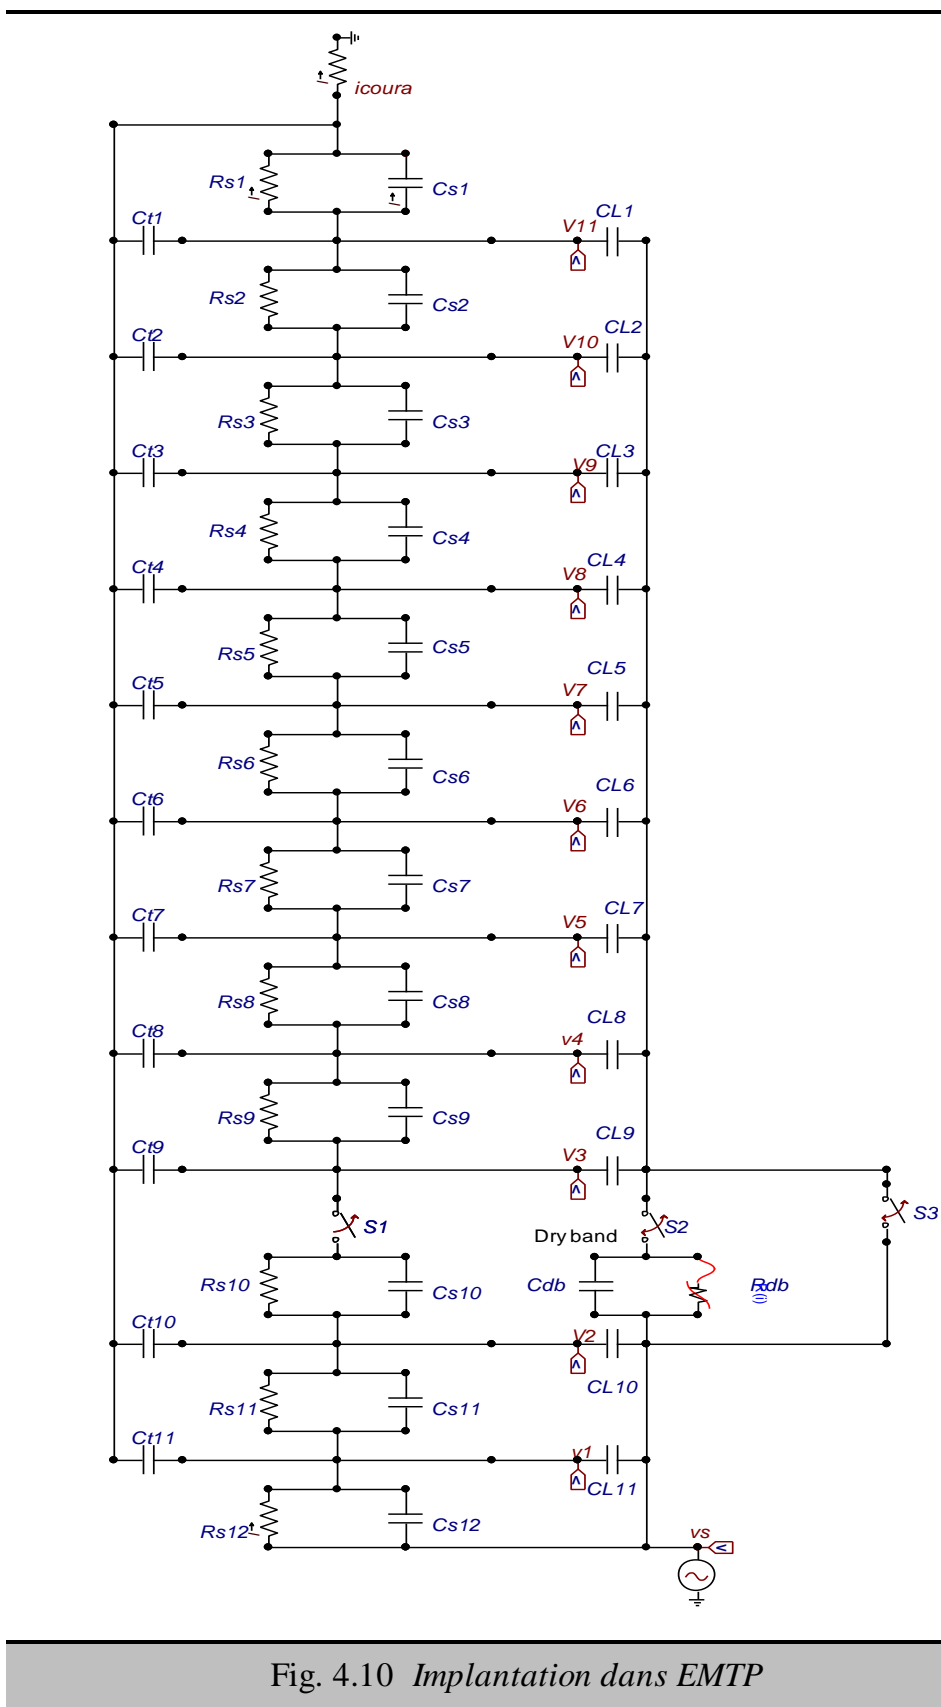 icoura
Rs1 Cs1
Ct1 V11 CL1
Rs2 Cs2
Ct2 V10 CL2
Rs3 Cs3
Ct3 V9 CL3
Rs4 Cs4
Ct4 V8 CL4
Rs5 Cs5
Ct5 V7 CL5
Rs6 Cs6
Ct6 V6 CL6
Rs7 Cs7
Ct7 V5 CL7
Rs8 Cs8
Ct8 v4 CL8
Rs9 Cs9
Ct9 V3 CL9
S1 S2 S3
Dry band
Rs10 Cs10 Cdb Rdb
Ct10 V2
CL10
Rs11 Cs11
Ct11 v1
CL11
Rs12 Cs12
vs
Fig. 4.10 Implantation dans EMTP